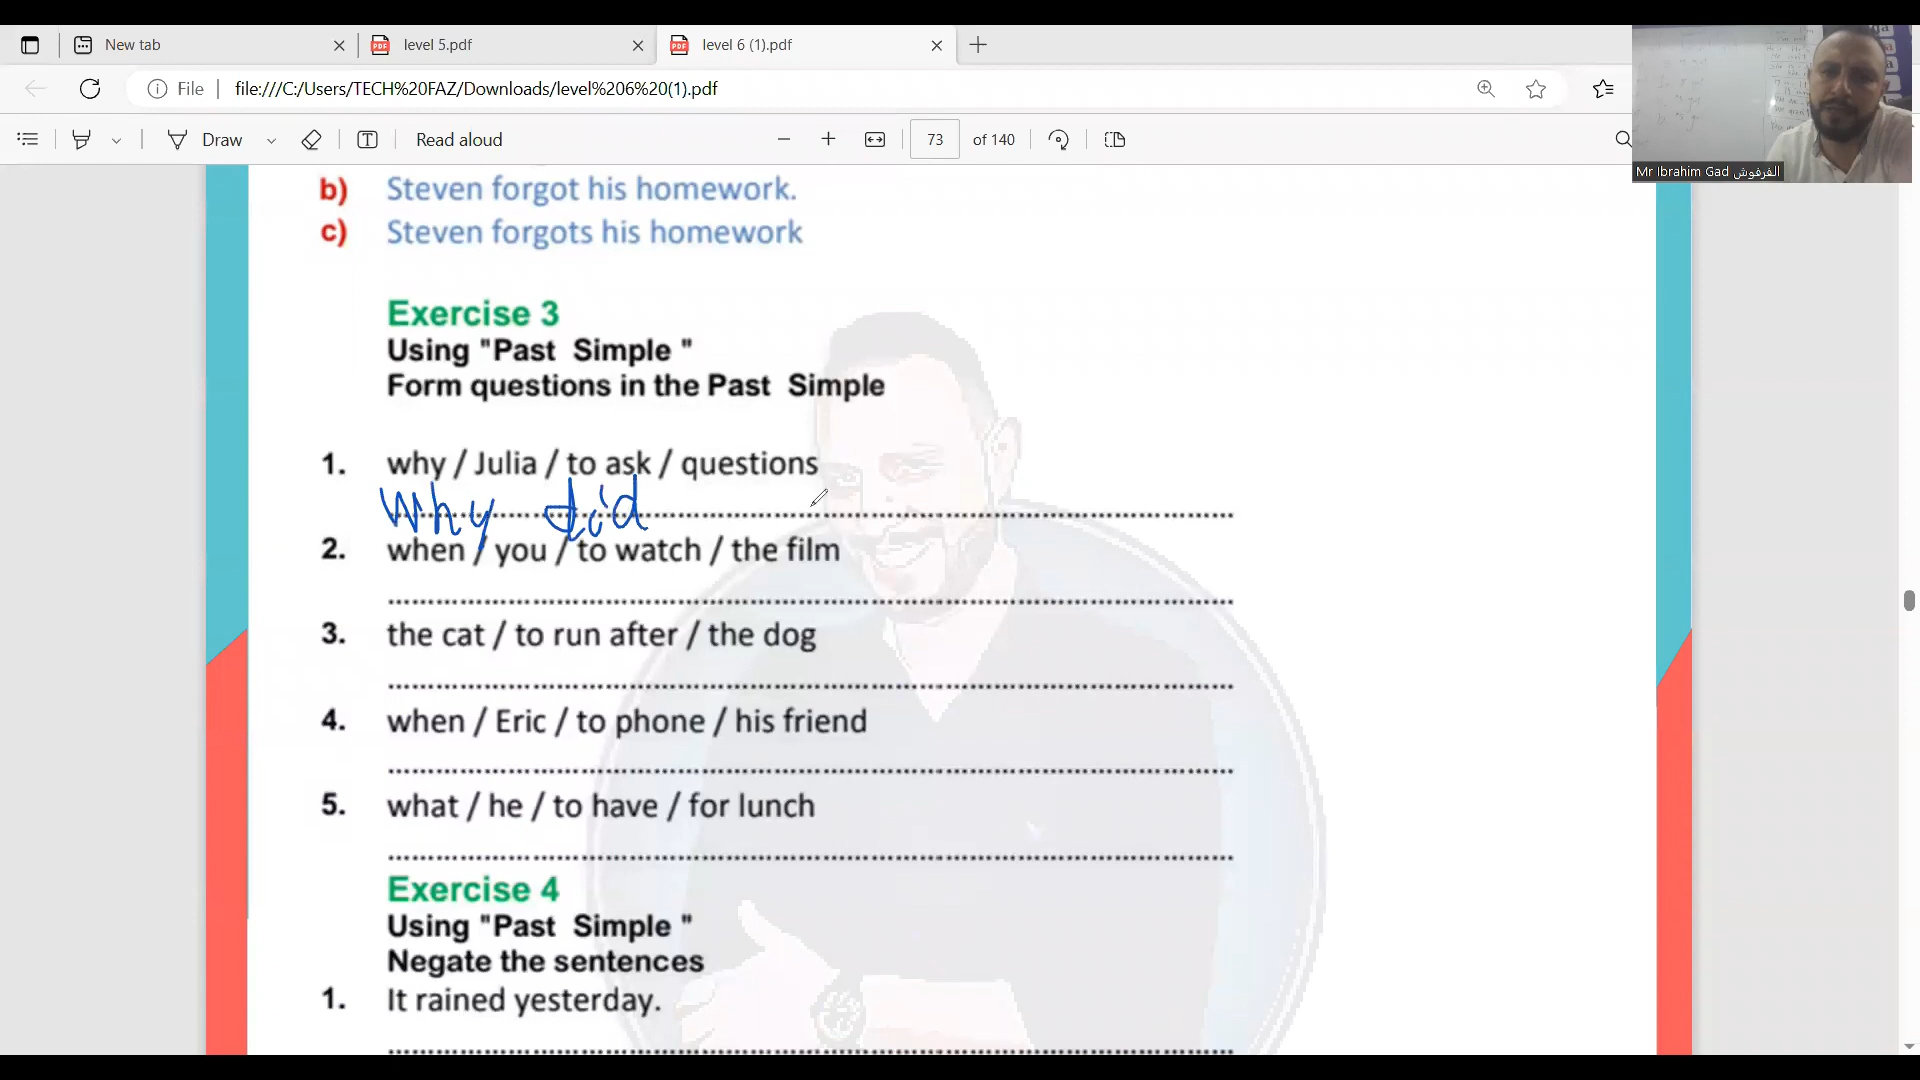 New tab
level 5.pdf
level 6 (1).pdf
File
file:///C:/Users/TECH%20FAZ/Downloads/level%206%20(1).pdf
Draw
Read aloud
73 of 140
Mr Ibrahim Gad الفرفوش
b) Steven forgot his homework.
c) Steven forgots his homework
Exercise 3
Using "Past Simple "
Form questions in the Past Simple
1. why / Julia / to ask / questions
Why did
2. when / you / to watch / the film
3. the cat / to run after / the dog
4. when / Eric / to phone / his friend
5. what / he / to have / for lunch
Exercise 4
Using "Past Simple "
Negate the sentences
1. It rained yesterday.